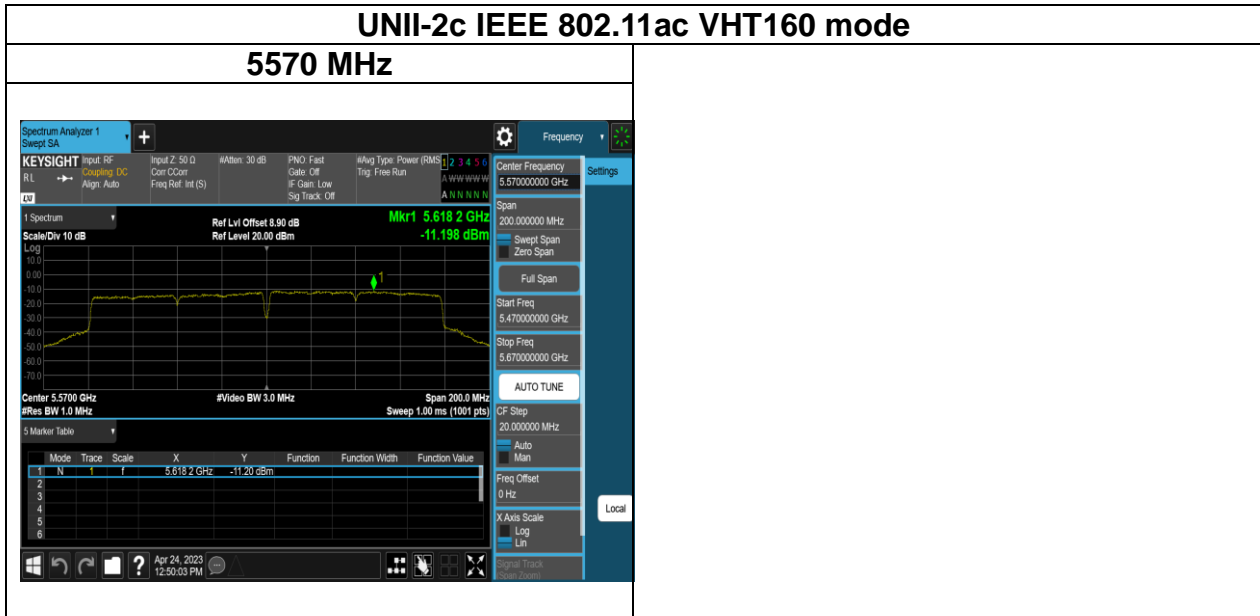 UNII-2c IEEE 802.11ac VHT160 mode
5570 MHz
Spectrum Analyzer 1
Swept SA
+
Frequency
KEYSIGHT
RL
LXI
Input: RF
Coupling: DC
Align: Auto
Input Z: 50 Ω
Corr CCorr
Freq Ref: Int (S)
#Atten: 30 dB
PNO: Fast
Gate: Off
IF Gain: Low
Sig Track: Off
#Avg Type: Power (RMS
Trig: Free Run
1 2 3 4 5 6
A W W W W W
A N N N N N
1 Spectrum
Scale/Div 10 dB
Ref Lvl Offset 8.90 dB
Ref Level 20.00 dBm
Mkr1 5.618 2 GHz
-11.198 dBm
Log
10.0
0.00
-10.0
-20.0
-30.0
-40.0
-50.0
-60.0
-70.0
1
Center 5.5700 GHz
#Res BW 1.0 MHz
#Video BW 3.0 MHz
Span 200.0 MHz
Sweep 1.00 ms (1001 pts)
5 Marker Table
Mode Trace Scale X Y Function Function Width Function Value
1 N 1 f 5.618 2 GHz -11.20 dBm
2
3
4
5
6
Apr 24, 2023
12:50:03 PM
Center Frequency
5.570000000 GHz
Settings
Span
200.000000 MHz
Swept Span
Zero Span
Full Span
Start Freq
5.470000000 GHz
Stop Freq
5.670000000 GHz
AUTO TUNE
CF Step
20.000000 MHz
Auto
Man
Freq Offset
0 Hz
Local
X Axis Scale
Log
Lin
Signal Track
(Span Zoom)